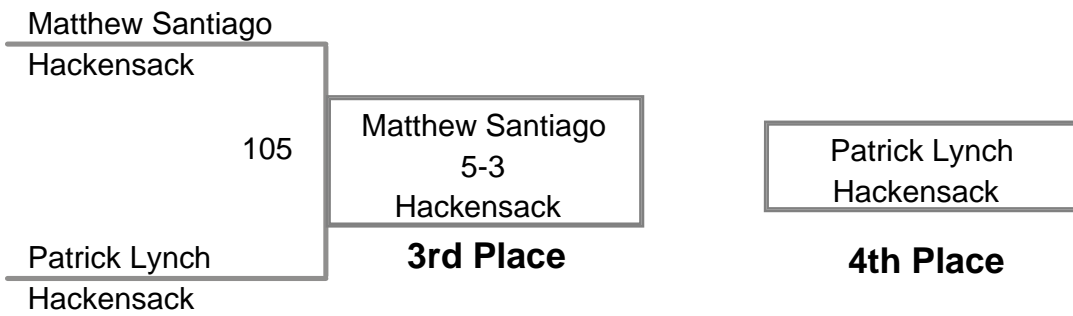 Matthew Santiago
Hackensack
105
Matthew Santiago
5-3
Hackensack
3rd Place
Patrick Lynch
Hackensack
4th Place
Patrick Lynch
Hackensack